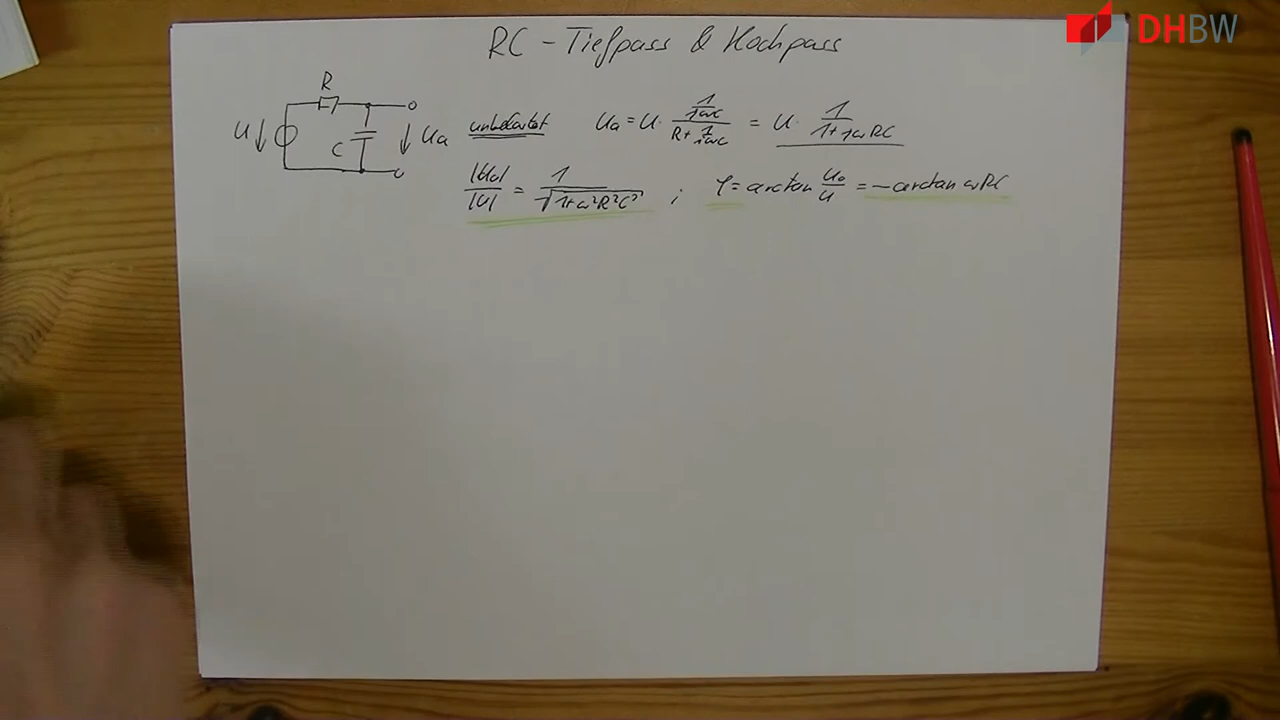 DHBW
RC - Tiefpass & Hochpass
R
U
C
Ua
unbelastet
Ua = U · (1/jωC) / (R + 1/jωC) = U · 1/(1+jωRC)
|Ua|/|U| = 1/√(1+ω²R²C²) ; φ = arctan Ua/U = -arctan ωRC